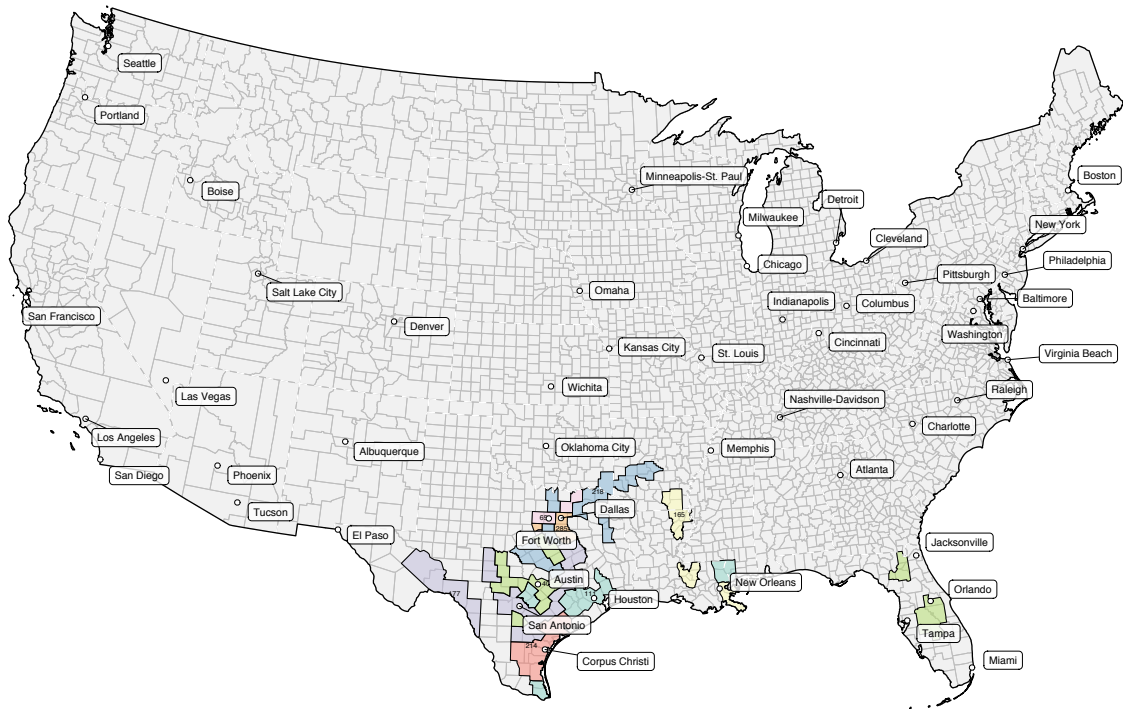 Seattle
Portland
Boise
Minneapolis-St. Paul
Boston
Detroit
Milwaukee
New York
Cleveland
Philadelphia
Chicago
Pittsburgh
Salt Lake City
Omaha
Indianapolis
Columbus
Baltimore
San Francisco
Denver
Washington
Kansas City
Cincinnati
St. Louis
Virginia Beach
Las Vegas
Wichita
Raleigh
Nashville-Davidson
Charlotte
Los Angeles
Albuquerque
Oklahoma City
Memphis
San Diego
Phoenix
Atlanta
218
Tucson
Dallas
165
285
El Paso
Fort Worth
Jacksonville
Austin
New Orleans
Orlando
Houston
San Antonio
Tampa
214
Corpus Christi
Miami